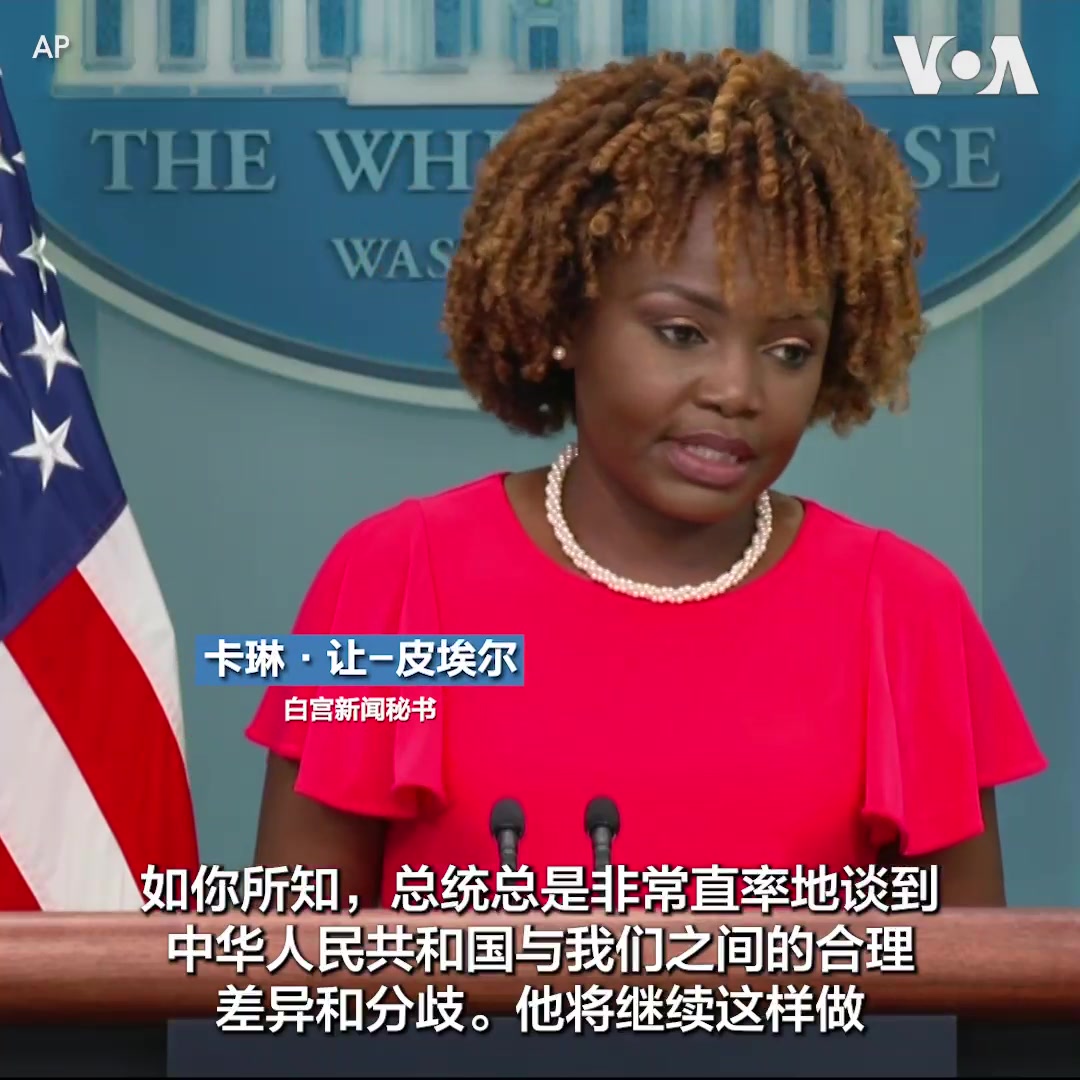 AP
VOA
THE WH
SE
WAS
卡琳·让-皮埃尔
白宫新闻秘书
如你所知，总统总是非常直率地谈到
中华人民共和国与我们之间的合理
差异和分歧。他将继续这样做